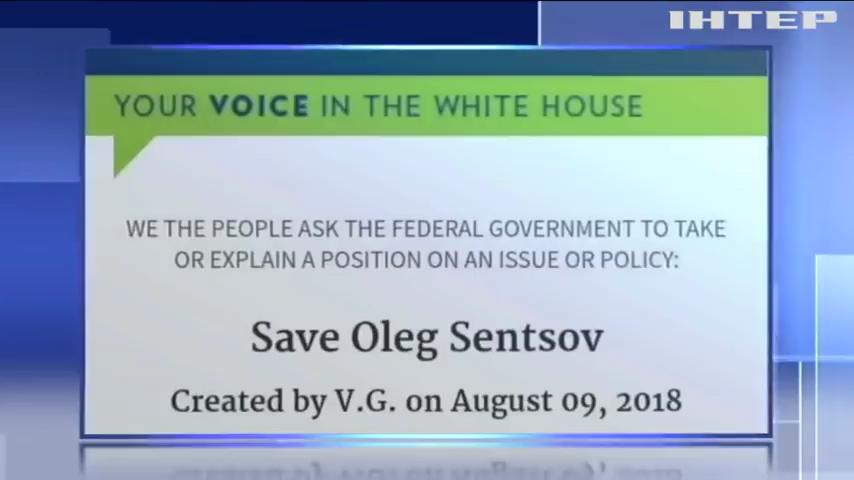 ІНТЕР
YOUR VOICE IN THE WHITE HOUSE
WE THE PEOPLE ASK THE FEDERAL GOVERNMENT TO TAKE
OR EXPLAIN A POSITION ON AN ISSUE OR POLICY:
Save Oleg Sentsov
Created by V.G. on August 09, 2018